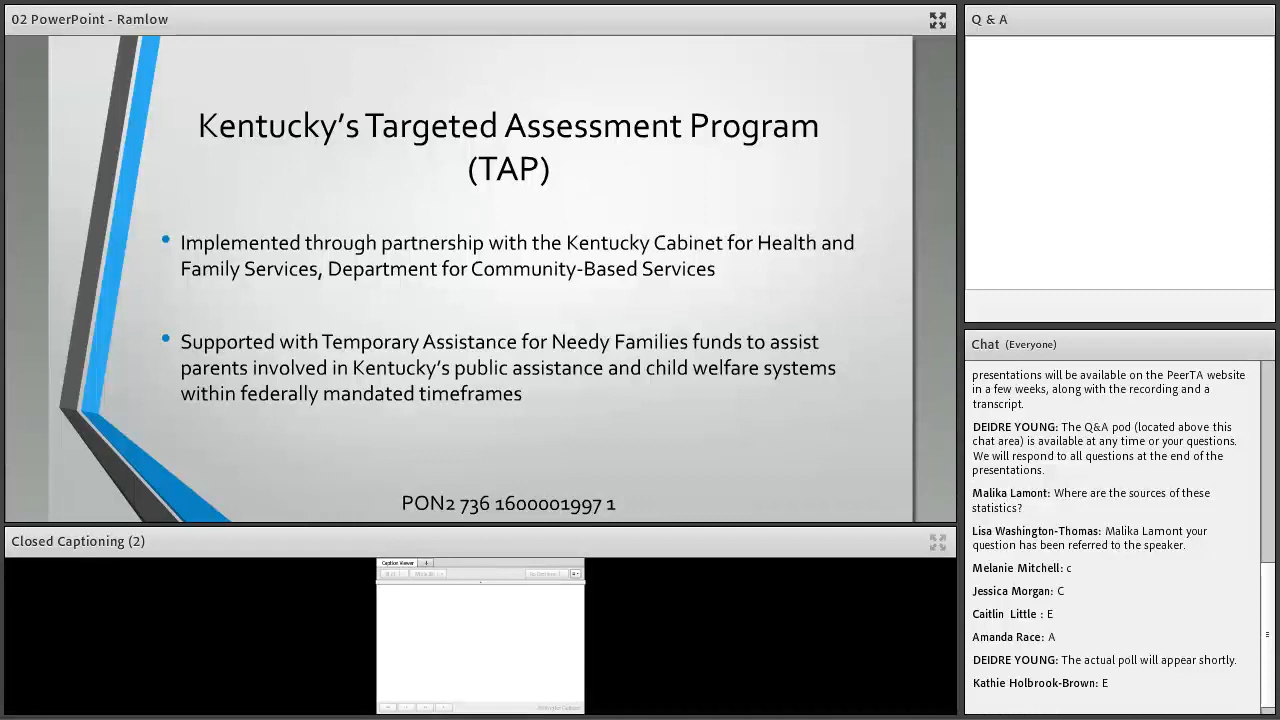 02 PowerPoint - Ramlow
Kentucky's Targeted Assessment Program
(TAP)
Implemented through partnership with the Kentucky Cabinet for Health and
Family Services, Department for Community-Based Services
Supported with Temporary Assistance for Needy Families funds to assist
parents involved in Kentucky's public assistance and child welfare systems
within federally mandated timeframes
PON2 736 1600001997 1
Closed Captioning (2)
Caption Viewer
Q & A
Chat (Everyone)
presentations will be available on the PeerTA website
in a few weeks, along with the recording and a
transcript.
DEIDRE YOUNG: The Q&A pod (located above this
chat area) is available at any time or your questions.
We will respond to all questions at the end of the
presentations.
Malika Lamont: Where are the sources of these
statistics?
Lisa Washington-Thomas: Malika Lamont your
question has been referred to the speaker.
Melanie Mitchell: c
Jessica Morgan: C
Caitlin Little : E
Amanda Race: A
DEIDRE YOUNG: The actual poll will appear shortly.
Kathie Holbrook-Brown: E